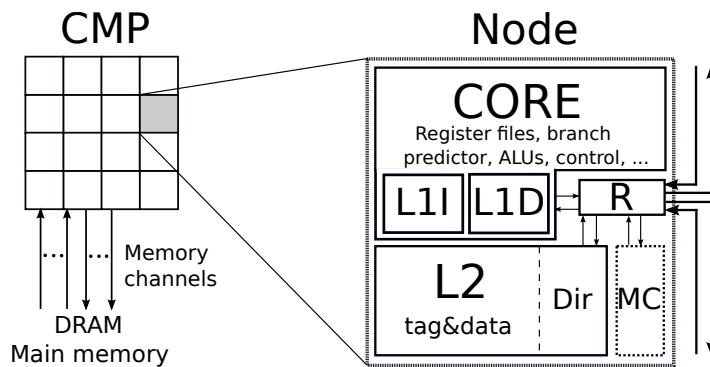 CMP
Node
CORE
Register files, branch
predictor, ALUs, control, ...
L1I
L1D
R
... ...
Memory
channels
DRAM
Main memory
L2
tag&data
Dir
MC